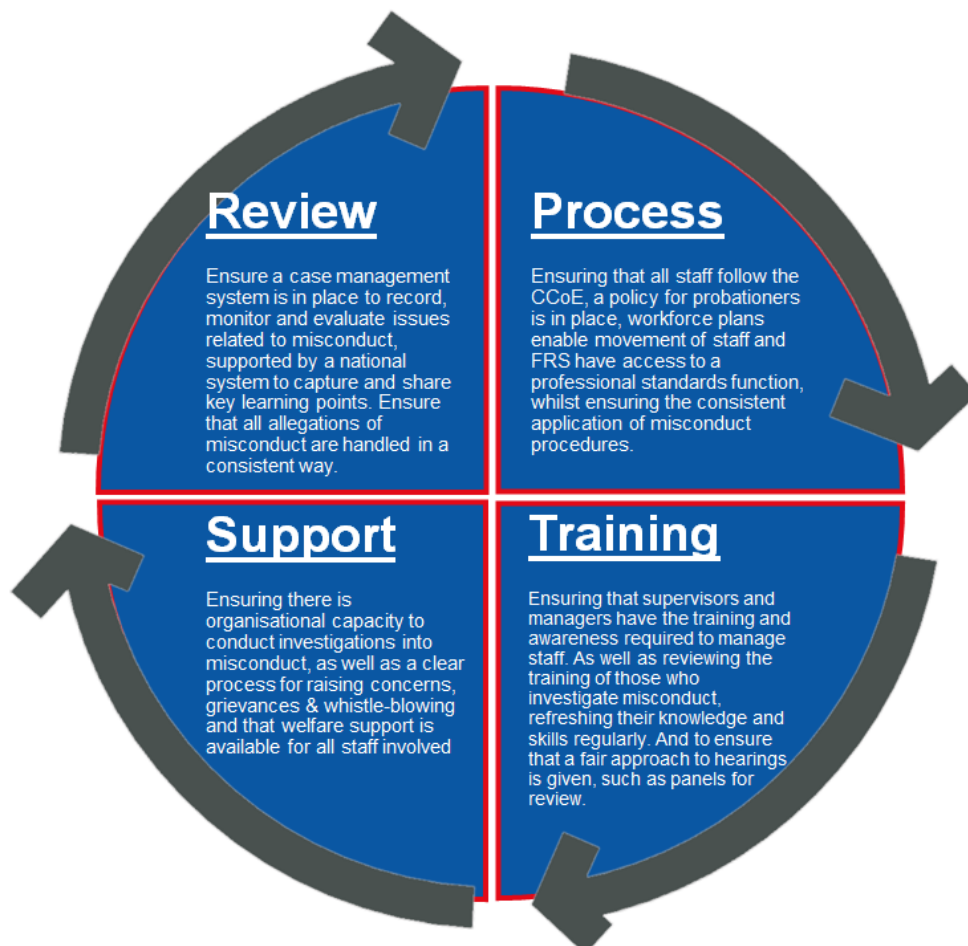 Review
Ensure a case management
system is in place to record,
monitor and evaluate issues
related to misconduct,
supported by a national
system to capture and share
key learning points. Ensure
that all allegations of
misconduct are handled in a
consistent way.
Process
Ensuring that all staff follow the
CCoE, a policy for probationers
is in place, workforce plans
enable movement of staff and
FRS have access to a
professional standards function,
whilst ensuring the consistent
application of misconduct
procedures.
Support
Ensuring there is
organisational capacity to
conduct investigations into
misconduct, as well as a clear
process for raising concerns,
grievances & whistle-blowing
and that welfare support is
available for all staff involved
Training
Ensuring that supervisors and
managers have the training and
awareness required to manage
staff. As well as reviewing the
training of those who
investigate misconduct,
refreshing their knowledge and
skills regularly. And to ensure
that a fair approach to hearings
is given, such as panels for
review.